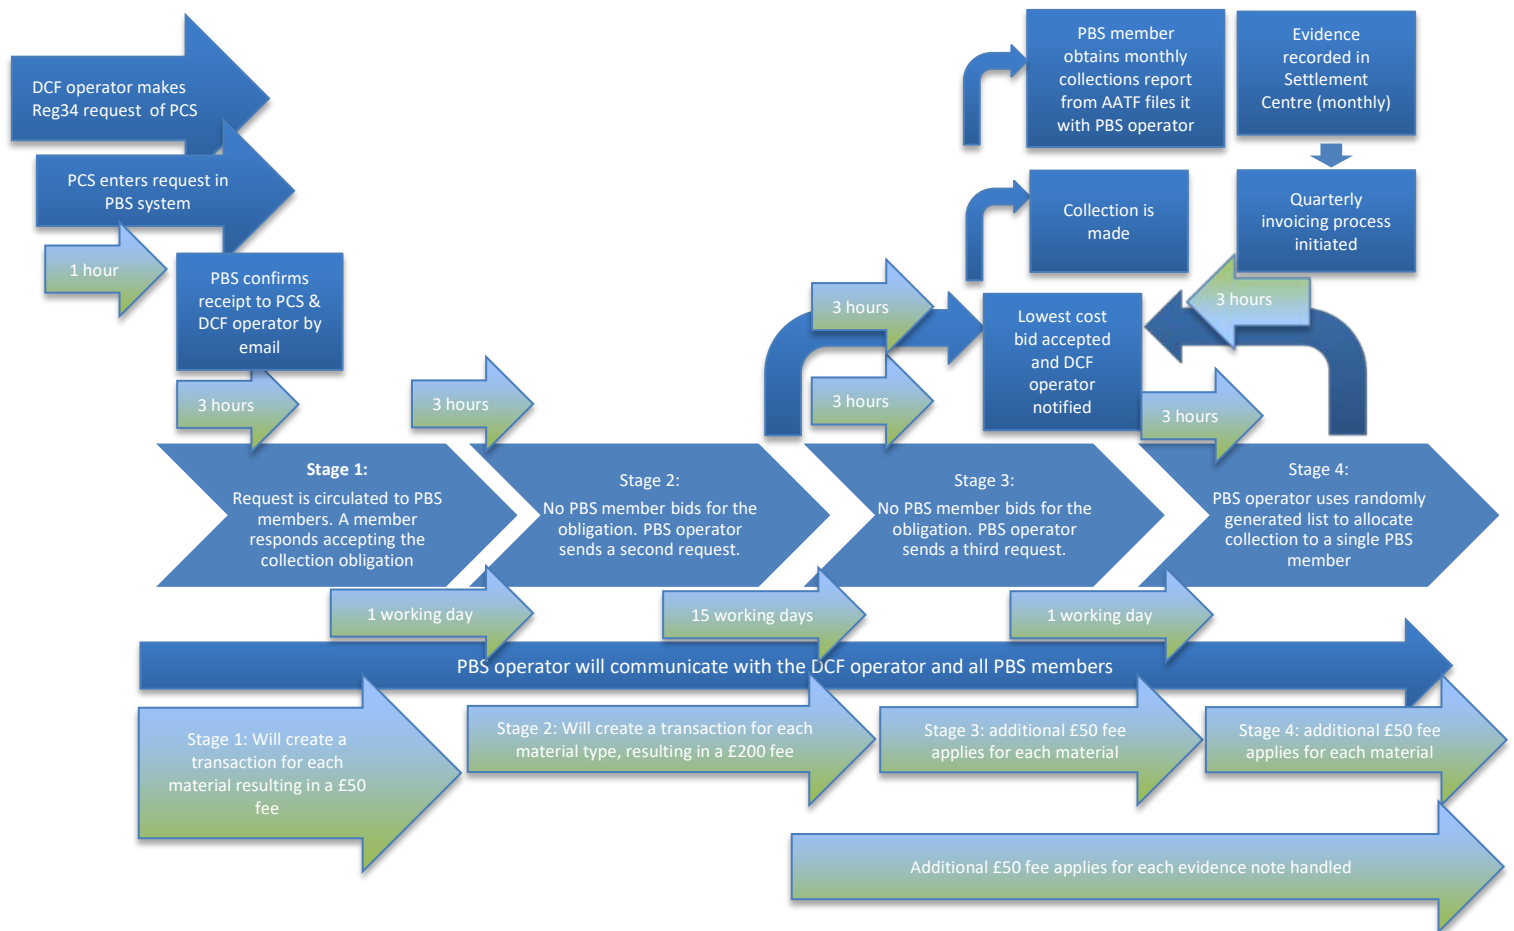 DCF operator makes
Reg34 request  of PCS
PCS enters request in
PBS system
1 hour
PBS confirms
receipt to PCS &
DCF operator by
email
3 hours
3 hours
PBS member
obtains monthly
collections report
from AATF files it
with PBS operator
Evidence
recorded in
Settlement
Centre (monthly)
Collection is
made
Quarterly
invoicing process
initiated
3 hours
3 hours
Lowest cost
bid accepted
and DCF
operator
notified
3 hours
3 hours
Stage 1:
Request is circulated to PBS
members. A member
responds accepting the
collection obligation
Stage 2:
No PBS member bids for the
obligation. PBS operator
sends a second request.
Stage 3:
No PBS member bids for the
obligation. PBS operator
sends a third request.
Stage 4:
PBS operator uses randomly
generated list to allocate
collection to a single PBS
member
1 working day
15 working days
1 working day
PBS operator will communicate with the DCF operator and all PBS members
Stage 1: Will create a
transaction for each
material resulting in a £50
fee
Stage 2: Will create a transaction for each
material type, resulting in a £200 fee
Stage 3: additional £50 fee
applies for each material
Stage 4: additional £50 fee
applies for each material
Additional £50 fee applies for each evidence note handled